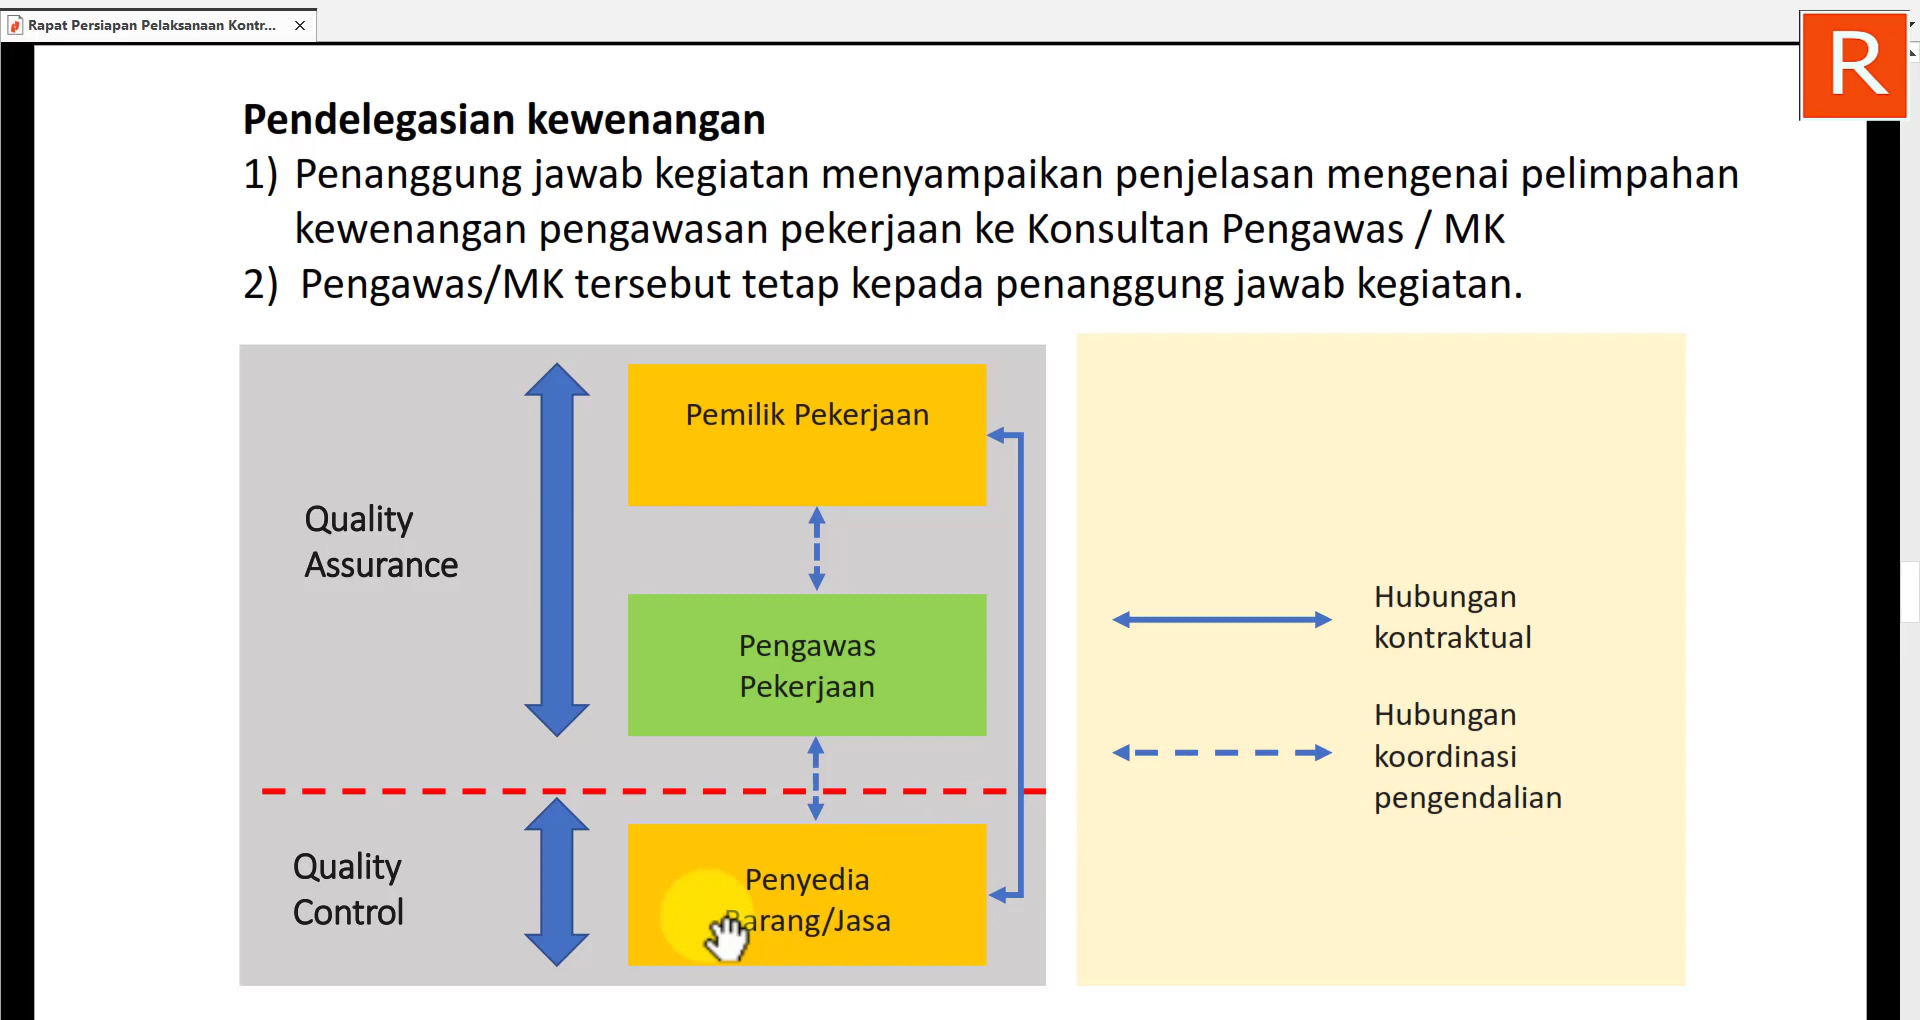 Rapat Persiapan Pelaksanaan Kontr...
R
Pendelegasian kewenangan
1) Penanggung jawab kegiatan menyampaikan penjelasan mengenai pelimpahan
kewenangan pengawasan pekerjaan ke Konsultan Pengawas / MK
2) Pengawas/MK tersebut tetap kepada penanggung jawab kegiatan.
Pemilik Pekerjaan
Quality
Assurance
Pengawas
Pekerjaan
Quality
Control
Penyedia
Barang/Jasa
Hubungan
kontraktual
Hubungan
koordinasi
pengendalian